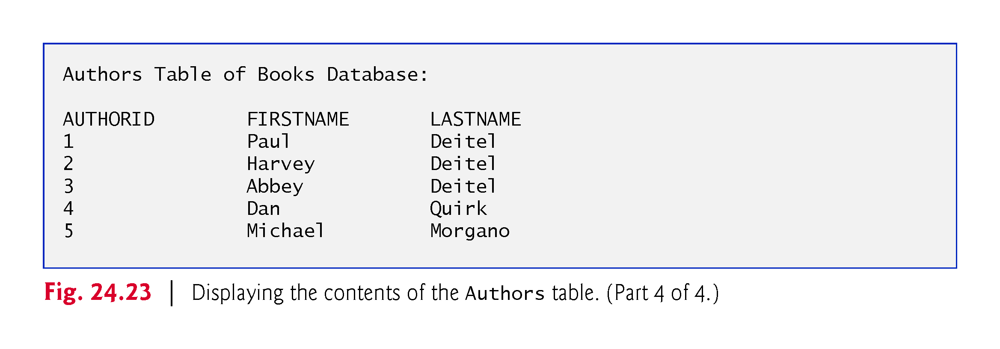 Authors Table of Books Database:
AUTHORID FIRSTNAME LASTNAME
1 Paul Deitel
2 Harvey Deitel
3 Abbey Deitel
4 Dan Quirk
5 Michael Morgano
Fig. 24.23 | Displaying the contents of the Authors table. (Part 4 of 4.)